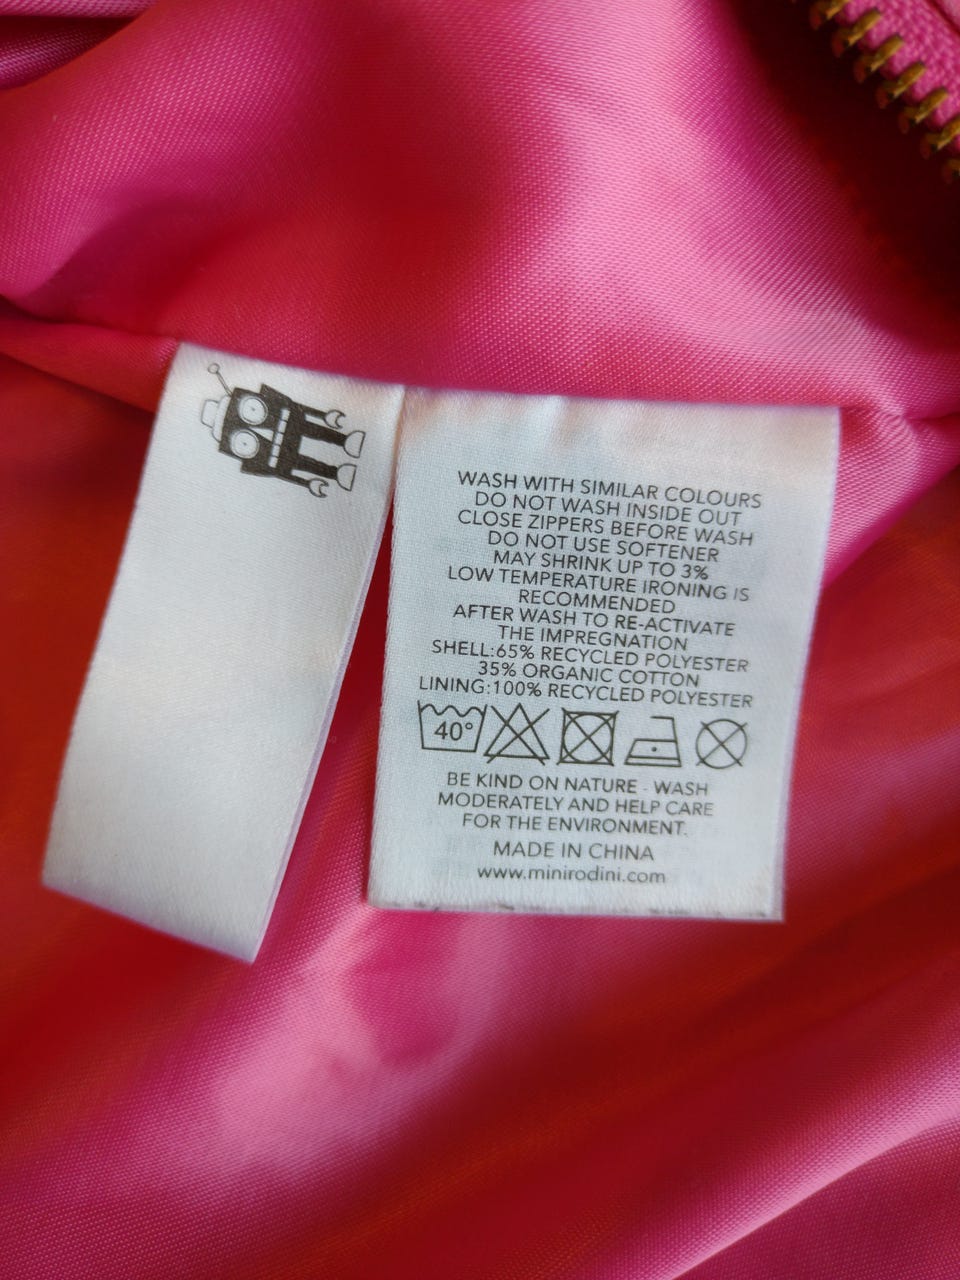 WASH WITH SIMILAR COLOURS
DO NOT WASH INSIDE OUT
CLOSE ZIPPERS BEFORE WASH
DO NOT USE SOFTENER
MAY SHRINK UP TO 3%
LOW TEMPERATURE IRONING IS
RECOMMENDED
AFTER WASH TO RE-ACTIVATE
THE IMPREGNATION
SHELL:65% RECYCLED POLYESTER
35% ORGANIC COTTON
LINING:100% RECYCLED POLYESTER
40°
BE KIND ON NATURE - WASH
MODERATELY AND HELP CARE
FOR THE ENVIRONMENT.
MADE IN CHINA
www.minirodini.com